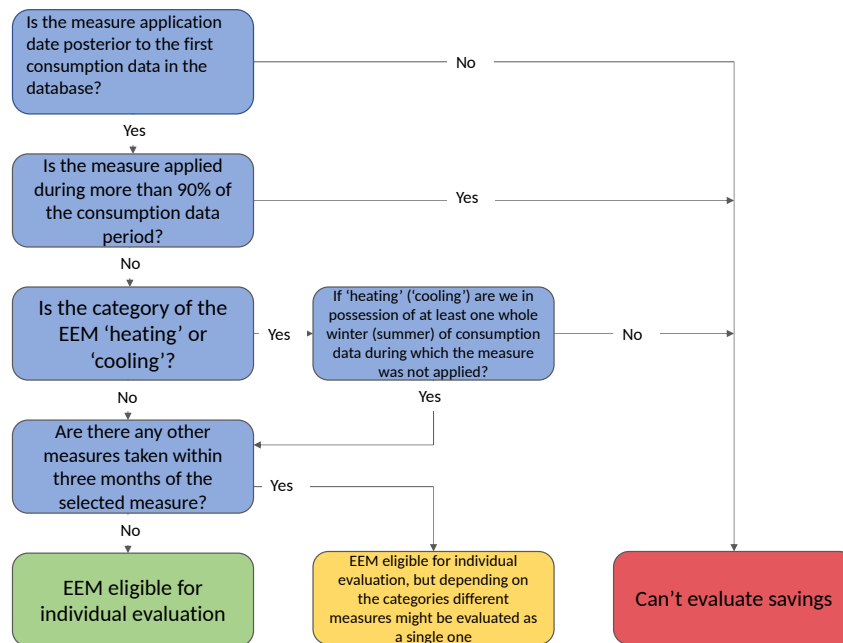 Is the measure application
date posterior to the first
consumption data in the
database?
No
Yes
Is the measure applied
during more than 90% of
the consumption data
period?
Yes
No
Is the category of the
EEM ‘heating’ or
‘cooling’?
Yes
If ‘heating’ (‘cooling’) are we in
possession of at least one whole
winter (summer) of consumption
data during which the measure
was not applied?
No
No
Yes
Are there any other
measures taken within
three months of the
selected measure?
Yes
No
EEM eligible for
individual evaluation
EEM eligible for individual
evaluation, but depending on
the categories different
measures might be evaluated as
a single one
Can’t evaluate savings